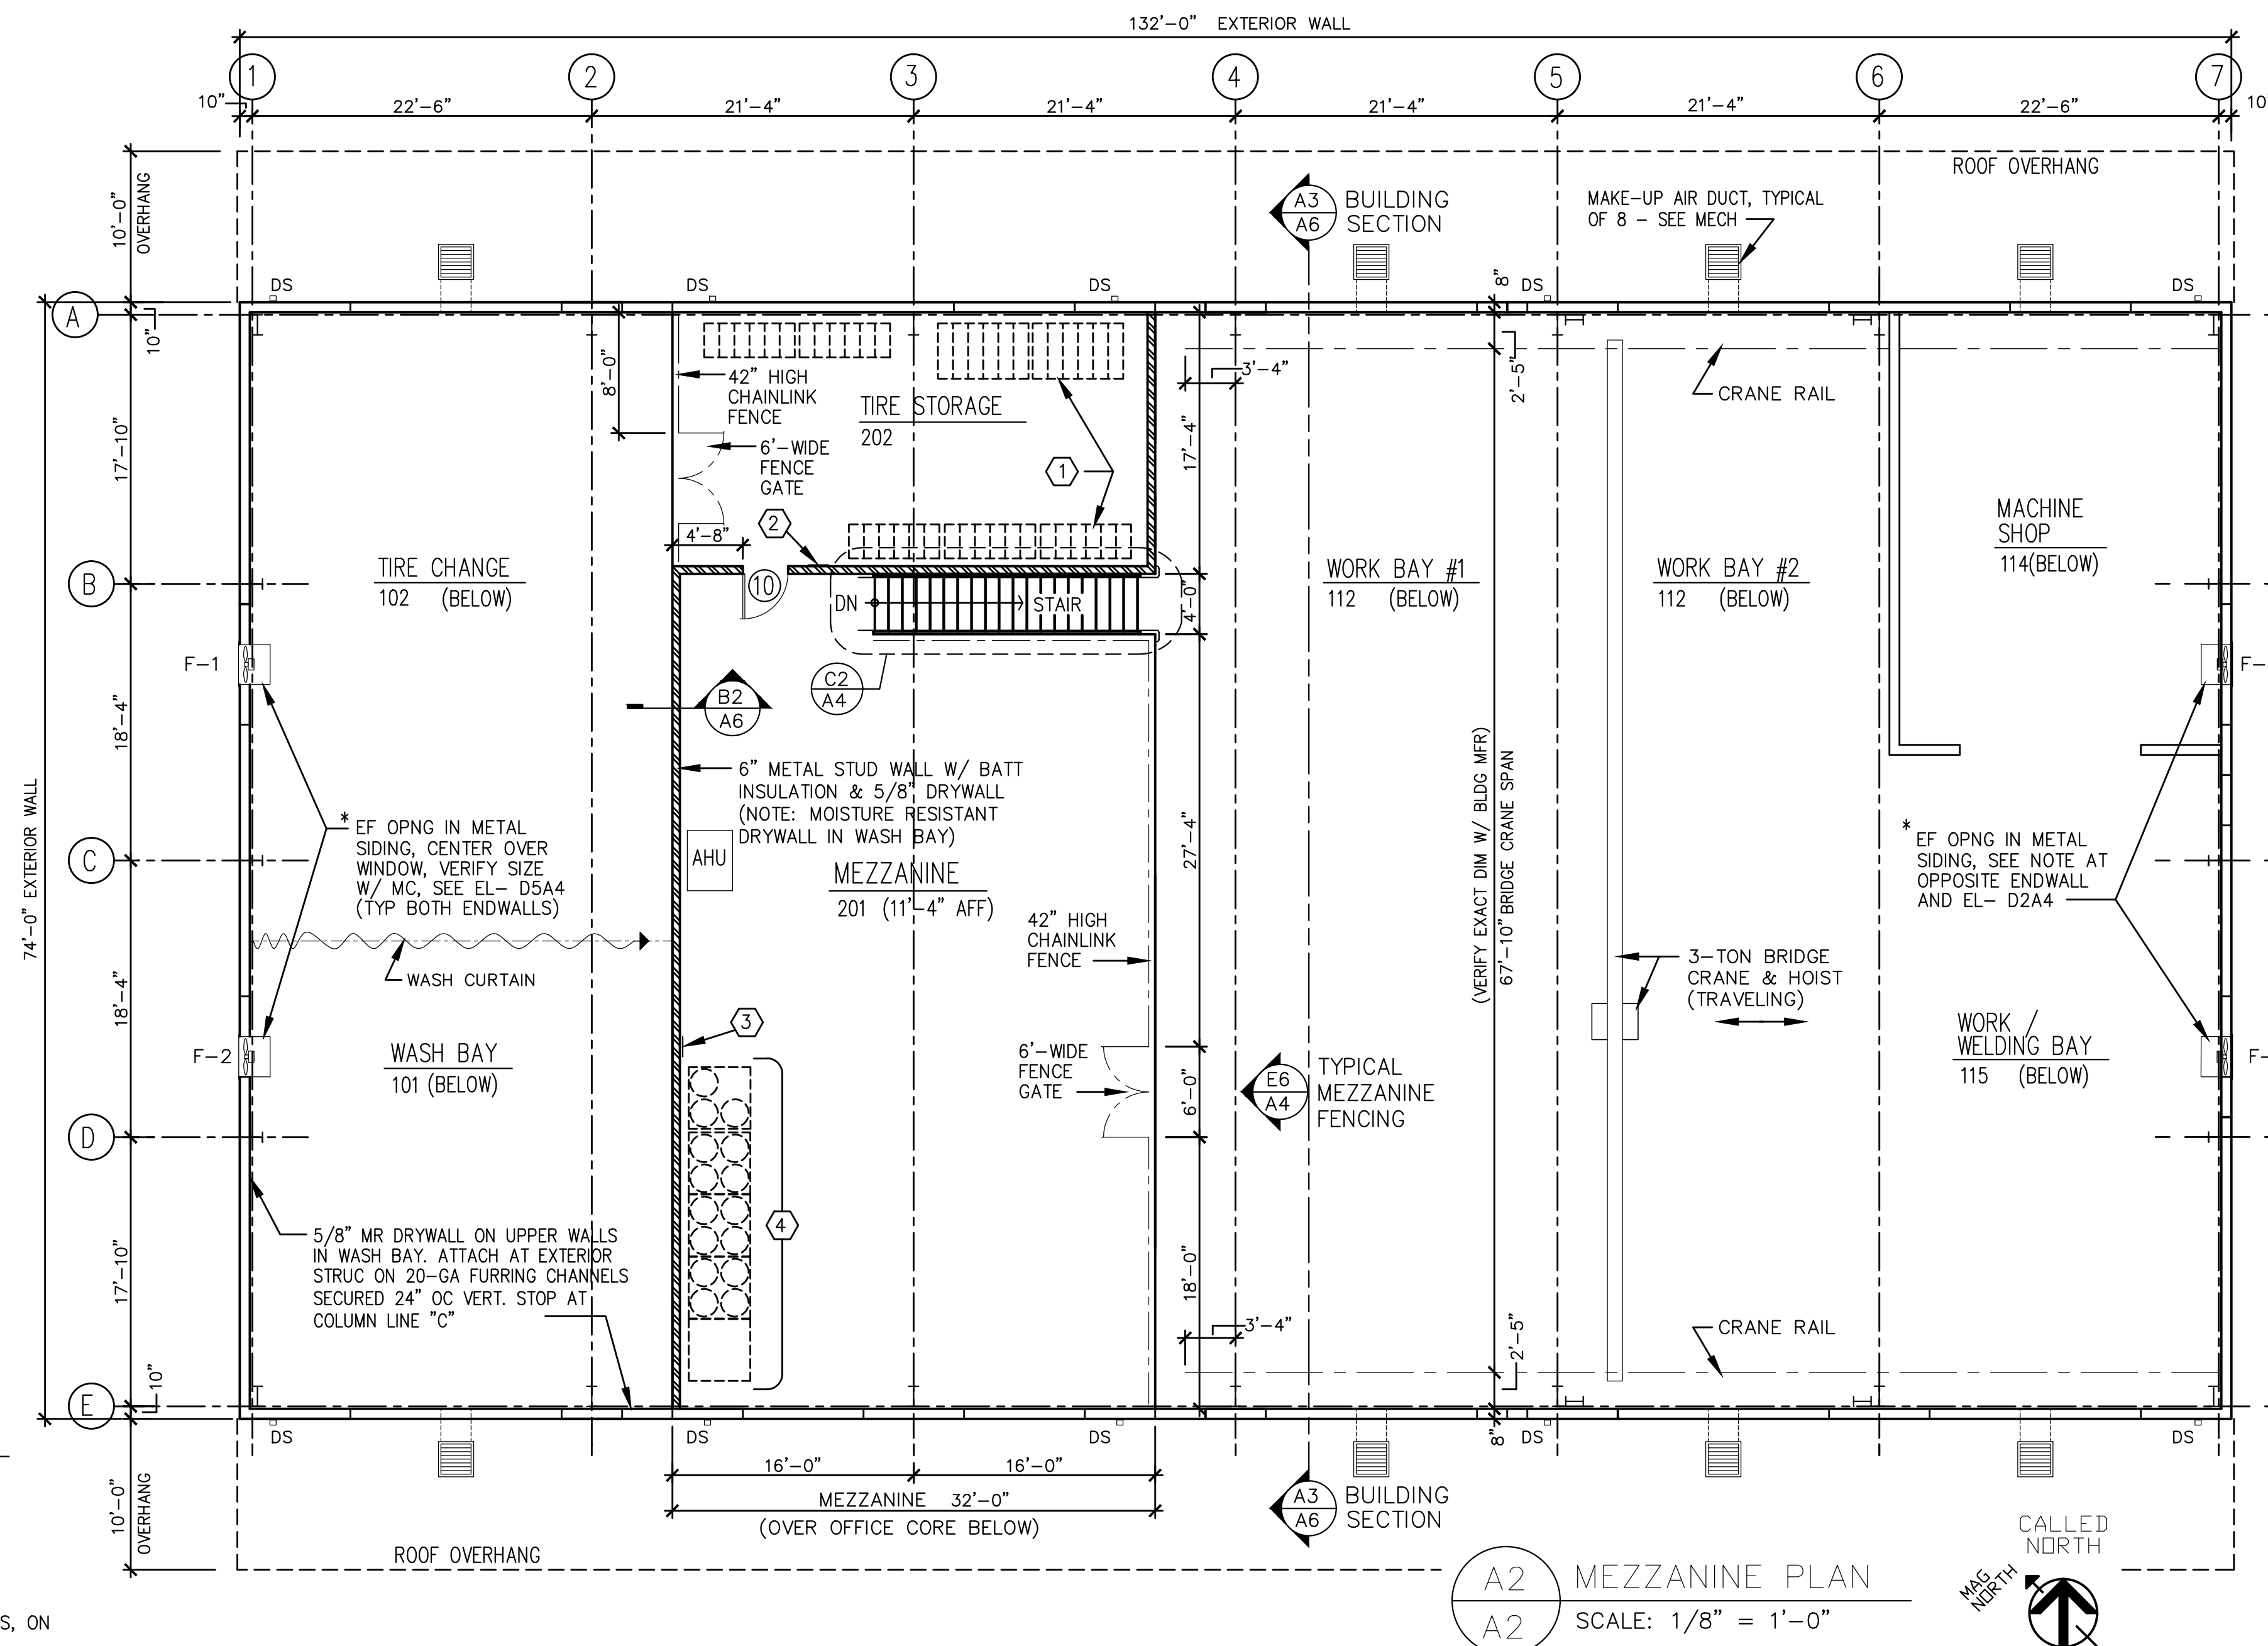 132'-0" EXTERIOR WALL
1
2
3
4
5
6
7
10"
22'-6"
21'-4"
21'-4"
21'-4"
21'-4"
22'-6"
10'-0"
OVERHANG
ROOF OVERHANG
A3
A6
BUILDING
SECTION
MAKE-UP AIR DUCT, TYPICAL
OF 8 - SEE MECH
DS
DS
DS
8"
DS
DS
A
10"
8'-0"
42" HIGH
CHAINLINK
FENCE
TIRE STORAGE
202
3'-4"
2'-5"
CRANE RAIL
17'-10"
6'-WIDE
FENCE
GATE
1
17'-4"
2
4'-8"
MACHINE
SHOP
114(BELOW)
TIRE CHANGE
102 (BELOW)
B
10
DN
STAIR
4'-0"
WORK BAY #1
112 (BELOW)
WORK BAY #2
112 (BELOW)
F-1
B2
A6
C2
A4
18'-4"
6" METAL STUD WALL W/ BATT
INSULATION & 5/8" DRYWALL
(NOTE: MOISTURE RESISTANT
DRYWALL IN WASH BAY)
74'-0" EXTERIOR WALL
* EF OPNG IN METAL
SIDING, CENTER OVER
WINDOW, VERIFY SIZE
W/ MC, SEE EL- D5A4
(TYP BOTH ENDWALLS)
C
AHU
MEZZANINE
201 (11'-4" AFF)
27'-4"
(VERIFY EXACT DIM W/ BLDG MFR)
67'-10" BRIDGE CRANE SPAN
* EF OPNG IN METAL
SIDING, SEE NOTE AT
OPPOSITE ENDWALL
AND EL- D2A4
42" HIGH
CHAINLINK
FENCE
WASH CURTAIN
3-TON BRIDGE
CRANE & HOIST
(TRAVELING)
18'-4"
3
F-2
WASH BAY
101 (BELOW)
6'-WIDE
FENCE
GATE
6'-0"
E6
A4
TYPICAL
MEZZANINE
FENCING
WORK /
WELDING BAY
115 (BELOW)
D
4
5/8" MR DRYWALL ON UPPER WALLS
IN WASH BAY. ATTACH AT EXTERIOR
STRUC ON 20-GA FURRING CHANNELS
SECURED 24" OC VERT. STOP AT
COLUMN LINE "C"
17'-10"
18'-0"
3'-4"
2'-5"
CRANE RAIL
E
10"
DS
DS
DS
8"
DS
DS
16'-0"
16'-0"
MEZZANINE 32'-0"
(OVER OFFICE CORE BELOW)
A3
A6
BUILDING
SECTION
10'-0"
OVERHANG
ROOF OVERHANG
A2
A2
MEZZANINE PLAN
SCALE: 1/8" = 1'-0"
CALLED
NORTH
MAG
NORTH
S, ON